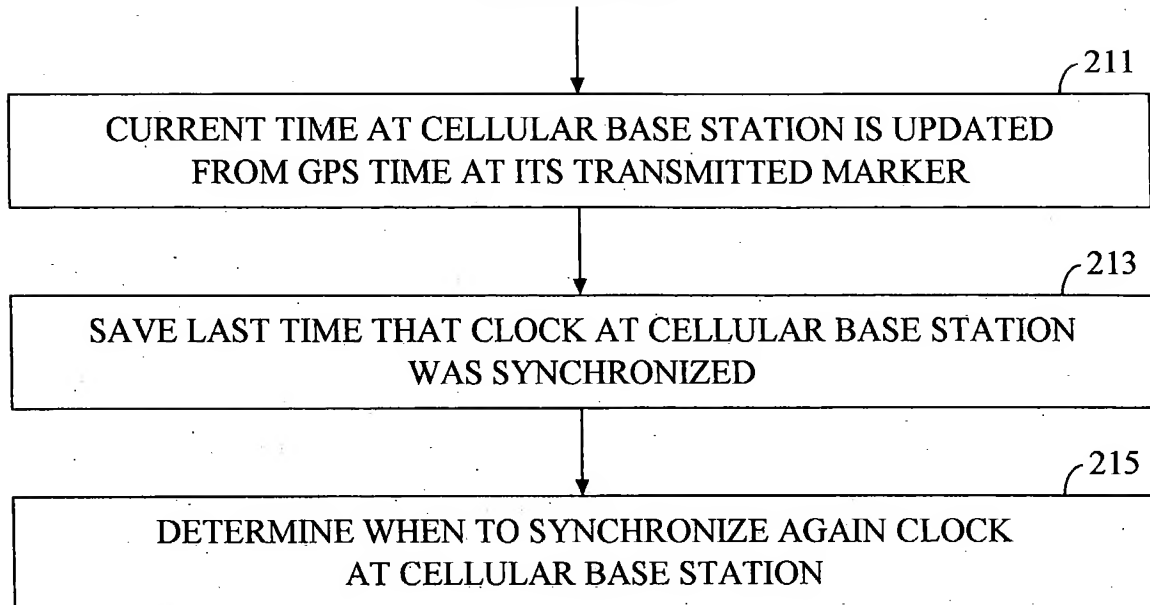 211
CURRENT TIME AT CELLULAR BASE STATION IS UPDATED
FROM GPS TIME AT ITS TRANSMITTED MARKER
213
SAVE LAST TIME THAT CLOCK AT CELLULAR BASE STATION
WAS SYNCHRONIZED
215
DETERMINE WHEN TO SYNCHRONIZE AGAIN CLOCK
AT CELLULAR BASE STATION